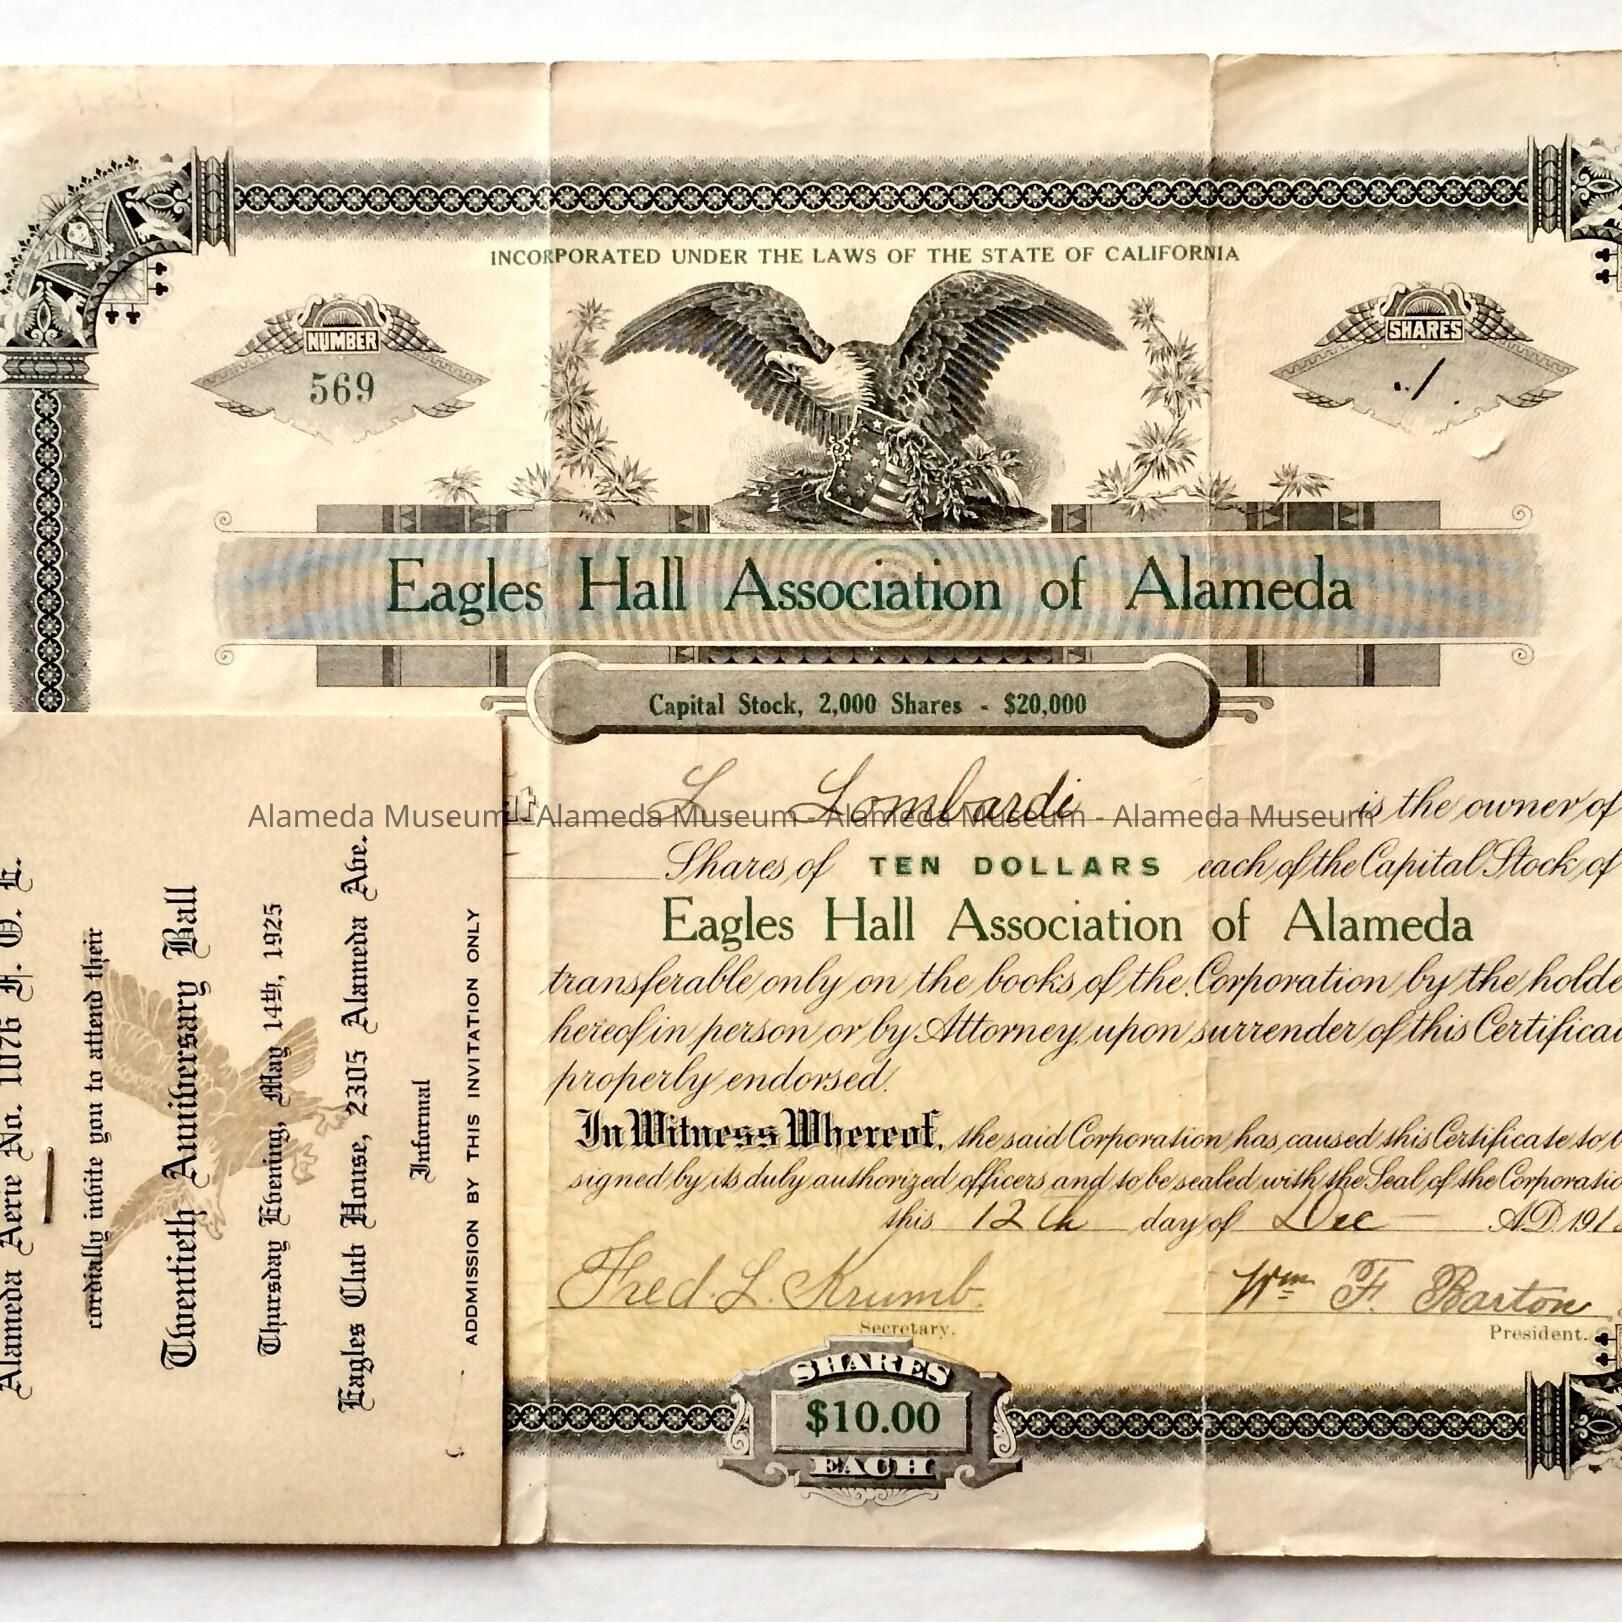 INCORPORATED UNDER THE LAWS OF THE STATE OF CALIFORNIA
NUMBER
569
SHARES
1
Eagles Hall Association of Alameda
Capital Stock, 2,000 Shares - $20,000
L. Lombardi is the owner of
Shares of TEN DOLLARS each of the Capital Stock of
Eagles Hall Association of Alameda
transferable only on the books of the Corporation by the
hereof in person or by Attorney upon surrender of this
properly endorsed.
In Witness Whereof, the said Corporation has caused this Certificate to
signed by its duly authorized officers and to be sealed with the Seal of the
this 12th day of Dec A.D. 191
Fred. L. Krumb
Secretary.
Wm F. Barton
President.
SHARES
$10.00
EACH
Alameda Aerie No. 1076 F. O. E.
cordially invite you to attend their
Twentieth Anniversary Ball
Thursday Evening, May 14th, 1925
Eagles Club House, 2305 Alameda Ave.
Informal
ADMISSION BY THIS INVITATION ONLY
Alameda Museum - Alameda Museum - Alameda Museum - Alameda Museum